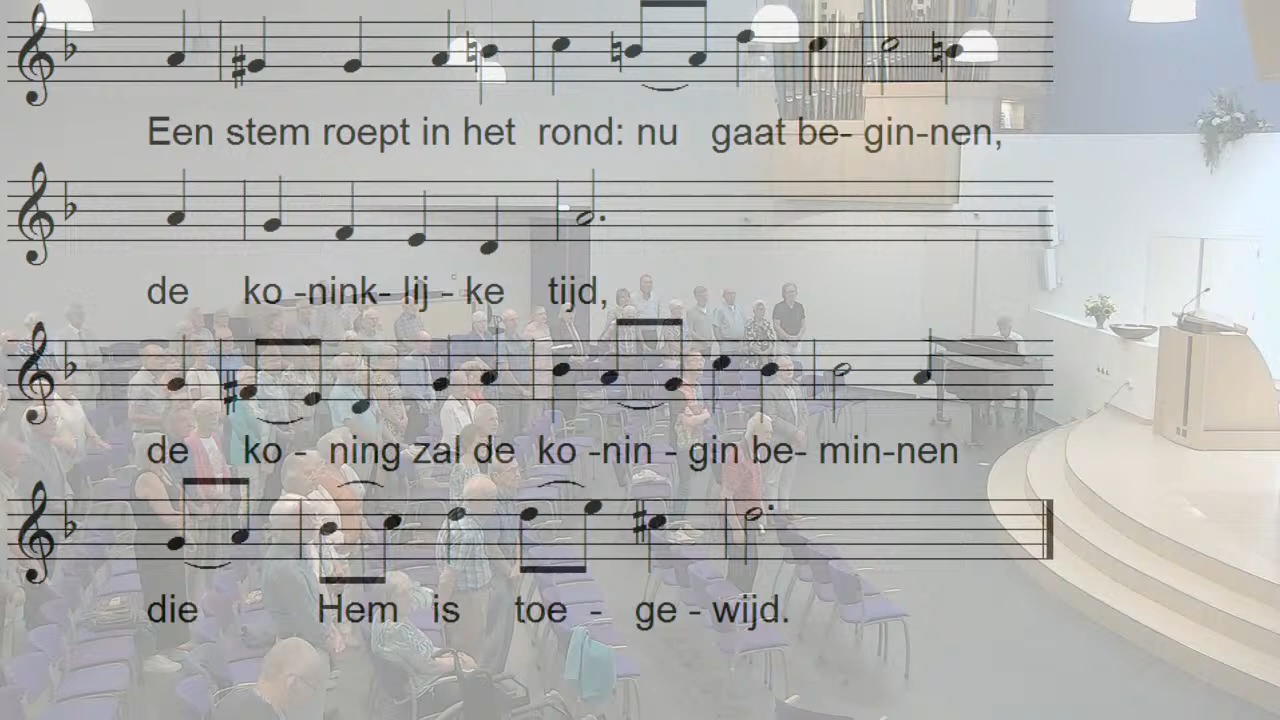 Een stem roept in het rond: nu gaat be- gin-nen,
de ko -nink- lij - ke tijd,
de ko - ning zal de ko -nin - gin be- min-nen
die Hem is toe - ge - wijd.